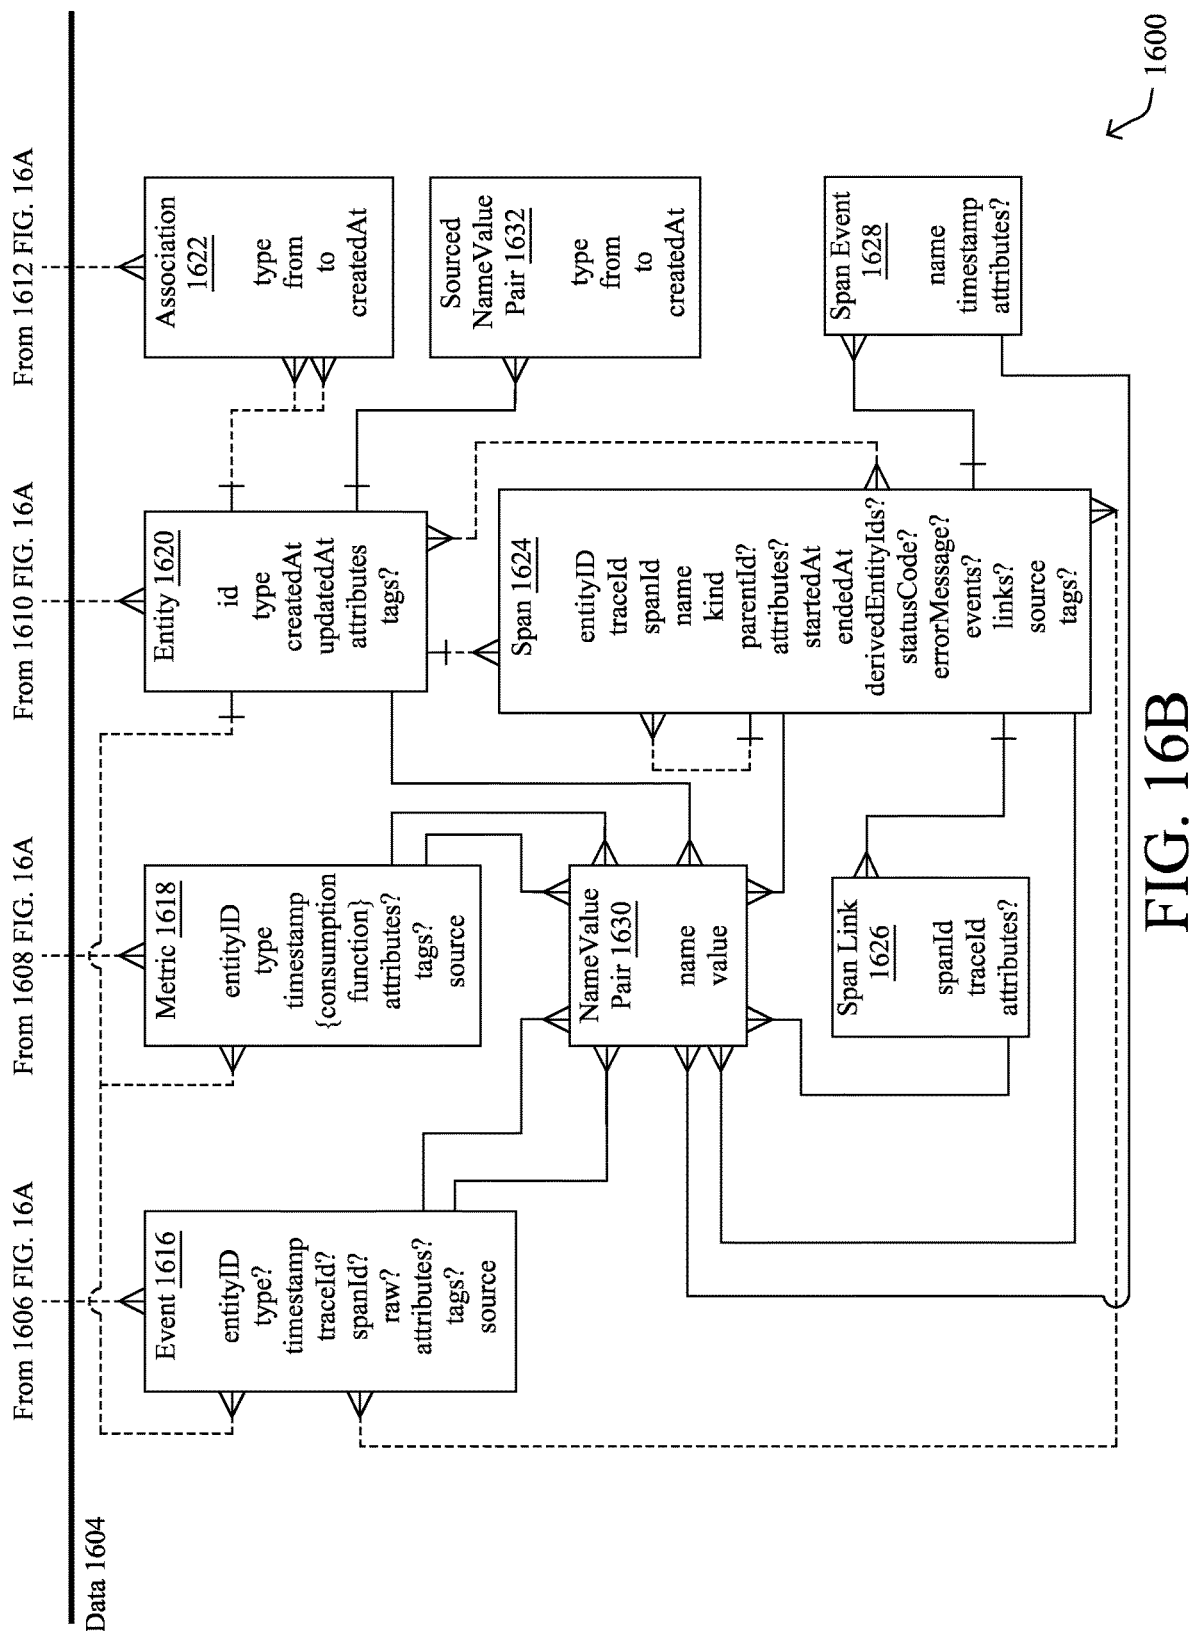 From 1606 FIG. 16A
From 1608 FIG. 16A
From 1610 FIG. 16A
From 1612 FIG. 16A
Data 1604
Event 1616
entityID
type?
timestamp
traceId?
spanId?
raw?
attributes?
tags?
source
Metric 1618
entityID
type
timestamp
{consumption
function}
attributes?
tags?
source
Entity 1620
id
type
createdAt
updatedAt
attributes
tags?
Association
1622
type
from
to
createdAt
Sourced
NameValue
Pair 1632
type
from
to
createdAt
NameValue
Pair 1630
name
value
Span 1624
entityID
traceId
spanId
name
kind
parentId?
attributes?
startedAt
endedAt
derivedEntityIds?
statusCode?
errorMessage?
events?
links?
source
tags?
Span Link
1626
spanId
traceId
attributes?
Span Event
1628
name
timestamp
attributes?
1600
FIG. 16B